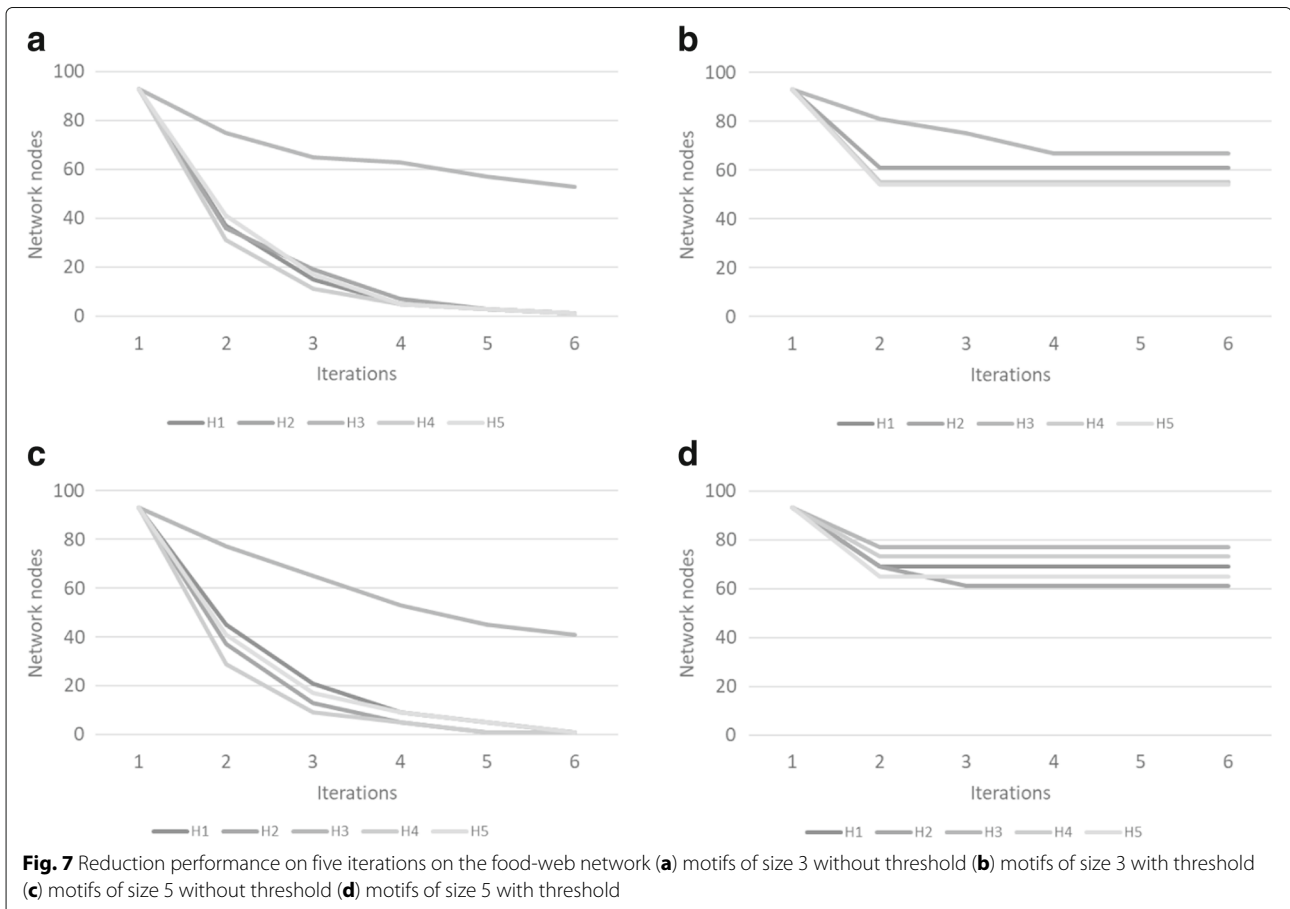 a
100
80
60
40
20
0
Network nodes
1 2 3 4 5 6
Iterations
H1 H2 H3 H4 H5
b
100
80
60
40
20
0
Network nodes
1 2 3 4 5 6
Iterations
H1 H2 H3 H4 H5
c
100
80
60
40
20
0
Network nodes
1 2 3 4 5 6
Iterations
H1 H2 H3 H4 H5
d
100
80
60
40
20
0
Network nodes
1 2 3 4 5 6
Iterations
H1 H2 H3 H4 H5
Fig. 7 Reduction performance on five iterations on the food-web network (a) motifs of size 3 without threshold (b) motifs of size 3 with threshold
(c) motifs of size 5 without threshold (d) motifs of size 5 with threshold